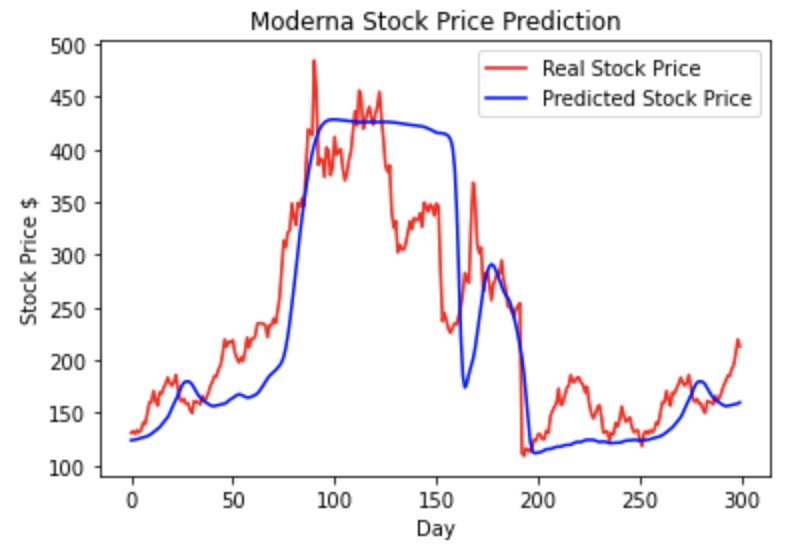 Moderna Stock Price Prediction
Real Stock Price
Predicted Stock Price
Stock Price $
500
450
400
350
300
250
200
150
100
0 50 100 150 200 250 300
Day